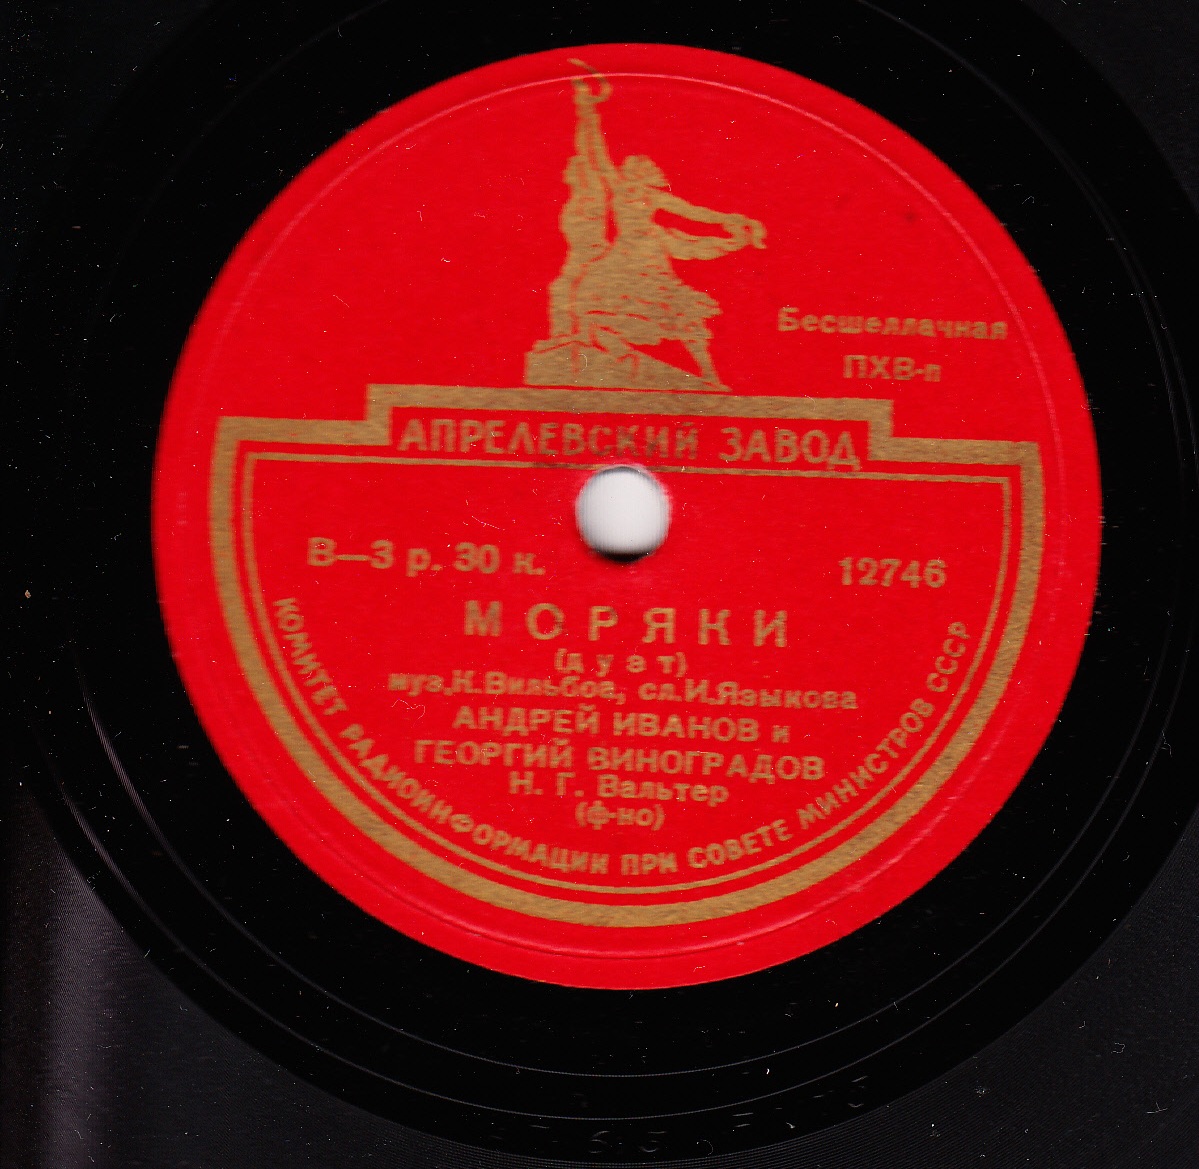 Бесшеллачная
ПХВ-п
АПРЕЛЕВСКИЙ ЗАВОД
В—3 р. 30 к.
12746
МОРЯКИ
(дуэт)
муз.К.Вильбоа, сл.И.Языкова
АНДРЕЙ ИВАНОВ и
ГЕОРГИЙ ВИНОГРАДОВ
Н. Г. Вальтер
(ф-но)
КОМИТЕТ РАДИОИНФОРМАЦИИ ПРИ СОВЕТЕ МИНИСТРОВ СССР